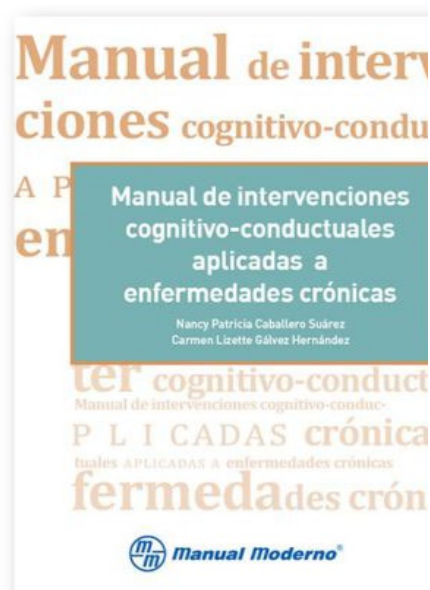 Manual de interv
ciones cognitivo-condu
A P
en
Manual de intervenciones
cognitivo-conductuales
aplicadas a
enfermedades crónicas
Nancy Patricia Caballero Suárez
Carmen Lizette Gálvez Hernández
ter cognitivo-conduct
Manual de intervenciones cognitivo-conduc-
P L I CADAS crónica
tuales APLICADAS A enfermedades crónicas
fermedades crón
mm Manual Moderno®